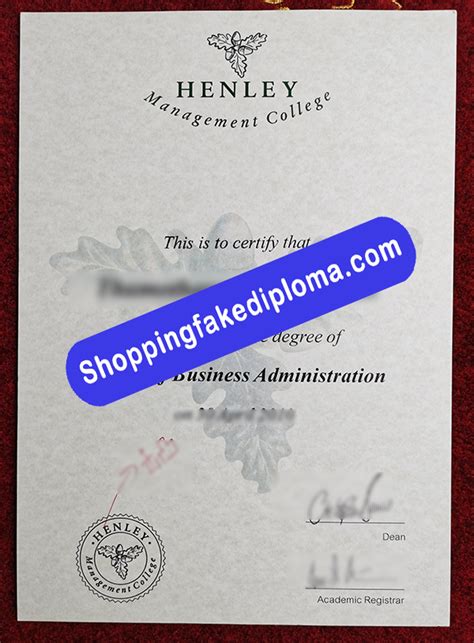 HENLEY
Management College
This is to certify that
Shoppingfakediploma.com
degree of
Business Administration
Dean
HENLEY
Management College
Academic Registrar